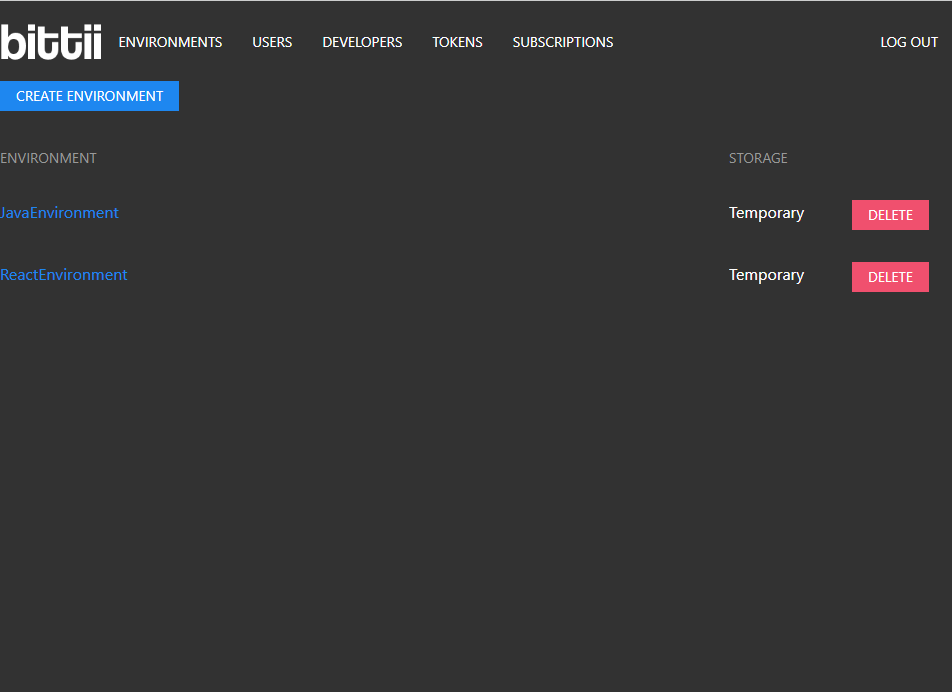 bittii ENVIRONMENTS USERS DEVELOPERS TOKENS SUBSCRIPTIONS LOG OUT
CREATE ENVIRONMENT
ENVIRONMENT STORAGE
JavaEnvironment Temporary DELETE
ReactEnvironment Temporary DELETE